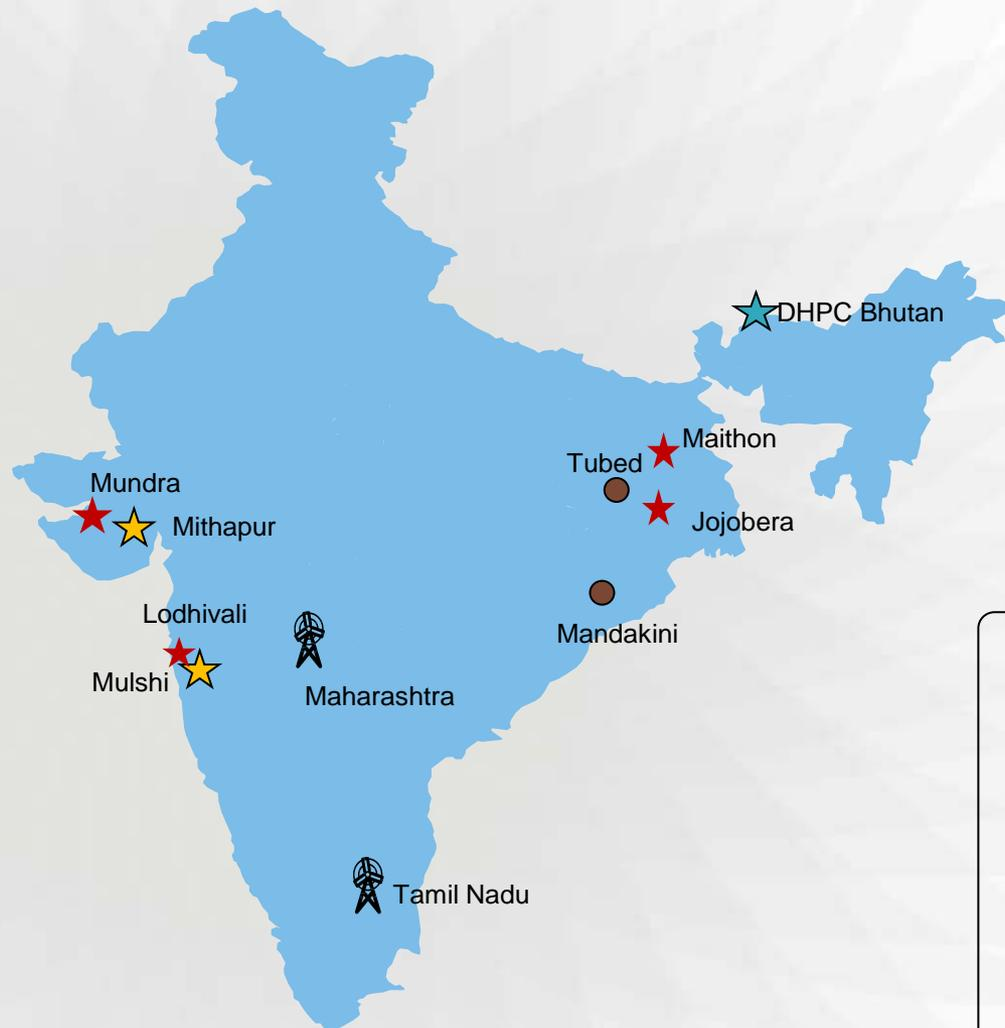 DHPC Bhutan
Maithon
Tubed
Mundra
Jojobera
Mithapur
Lodhivali
Mandakini
Mulshi
Maharashtra
Tamil Nadu